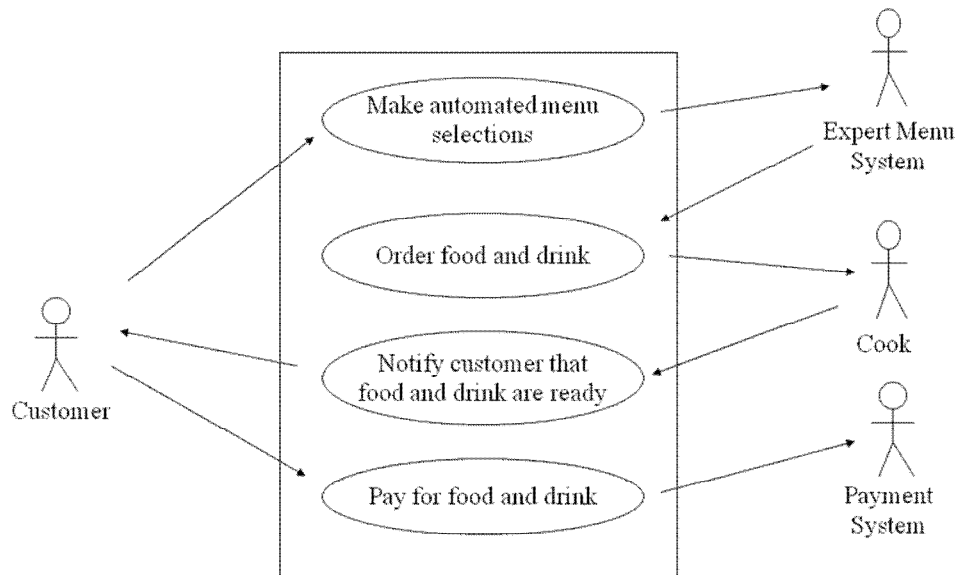 Make automated menu
selections
Expert Menu
System
Order food and drink
Cook
Customer
Notify customer that
food and drink are ready
Pay for food and drink
Payment
System